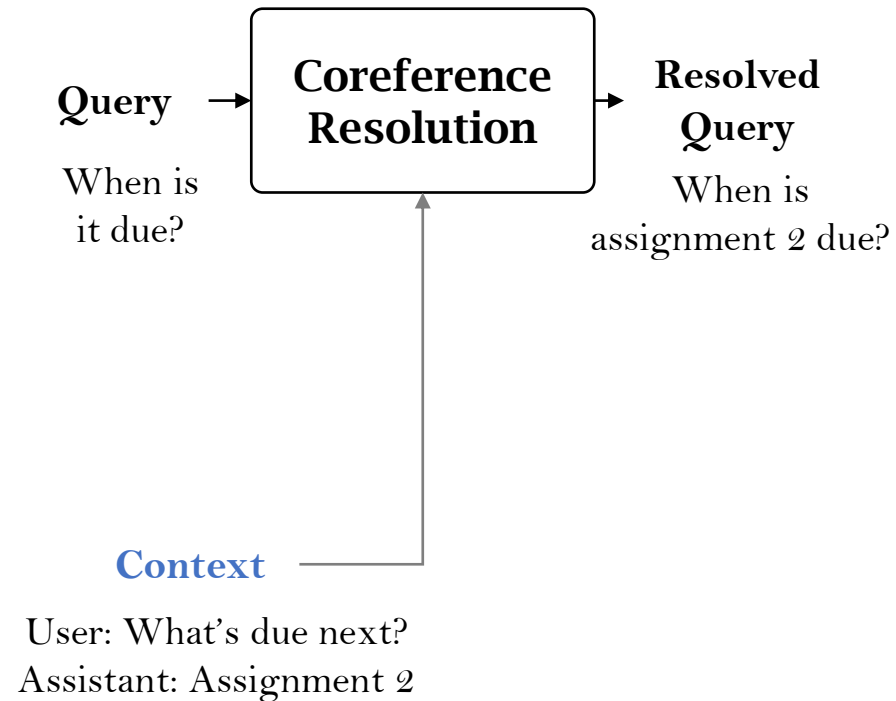 Query
When is
it due?
Coreference
Resolution
Resolved
Query
When is
assignment 2 due?
Context
User: What’s due next?
Assistant: Assignment 2